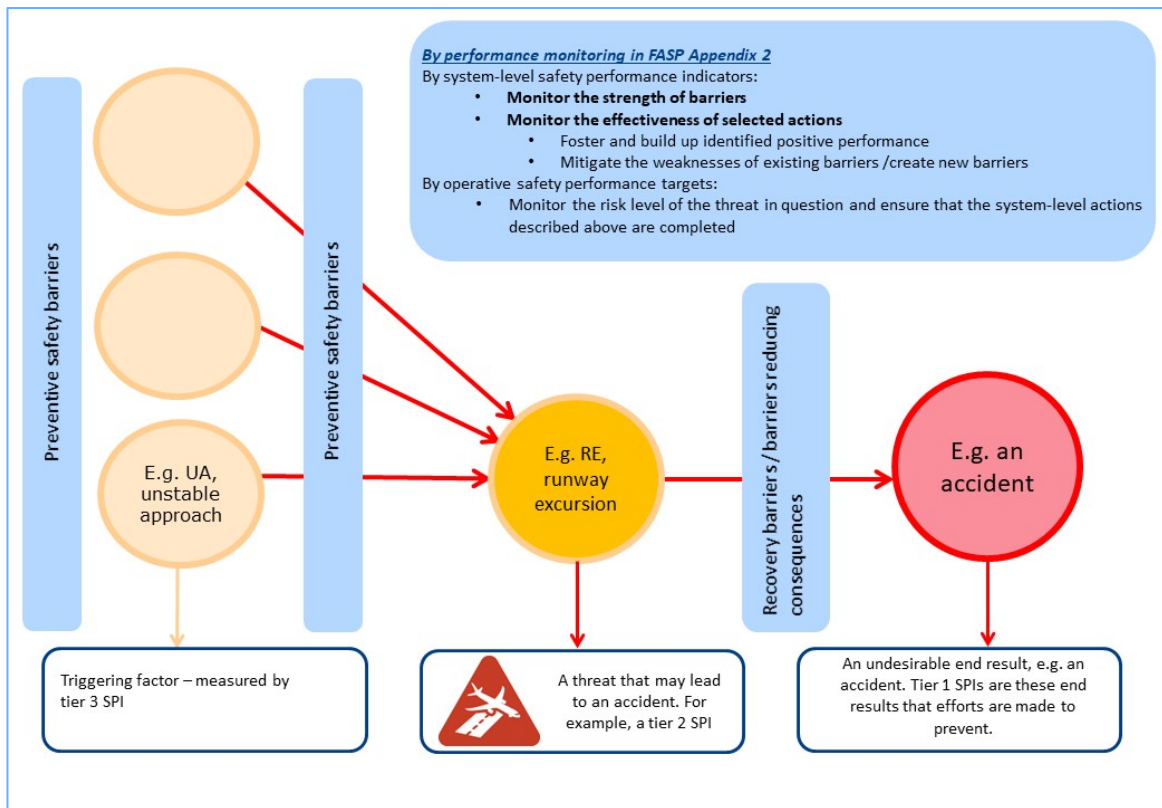 By performance monitoring in FASP Appendix 2
By system-level safety performance indicators:
• Monitor the strength of barriers
• Monitor the effectiveness of selected actions
• Foster and build up identified positive performance
• Mitigate the weaknesses of existing barriers /create new barriers
By operative safety performance targets:
• Monitor the risk level of the threat in question and ensure that the system-level actions
described above are completed
Preventive safety barriers
E.g. UA,
unstable
approach
Preventive safety barriers
E.g. RE,
runway
excursion
Recovery barriers / barriers reducing
consequences
E.g. an
accident
Triggering factor – measured by
tier 3 SPI
A threat that may lead
to an accident. For
example, a tier 2 SPI
An undesirable end result, e.g. an
accident. Tier 1 SPIs are these end
results that efforts are made to
prevent.